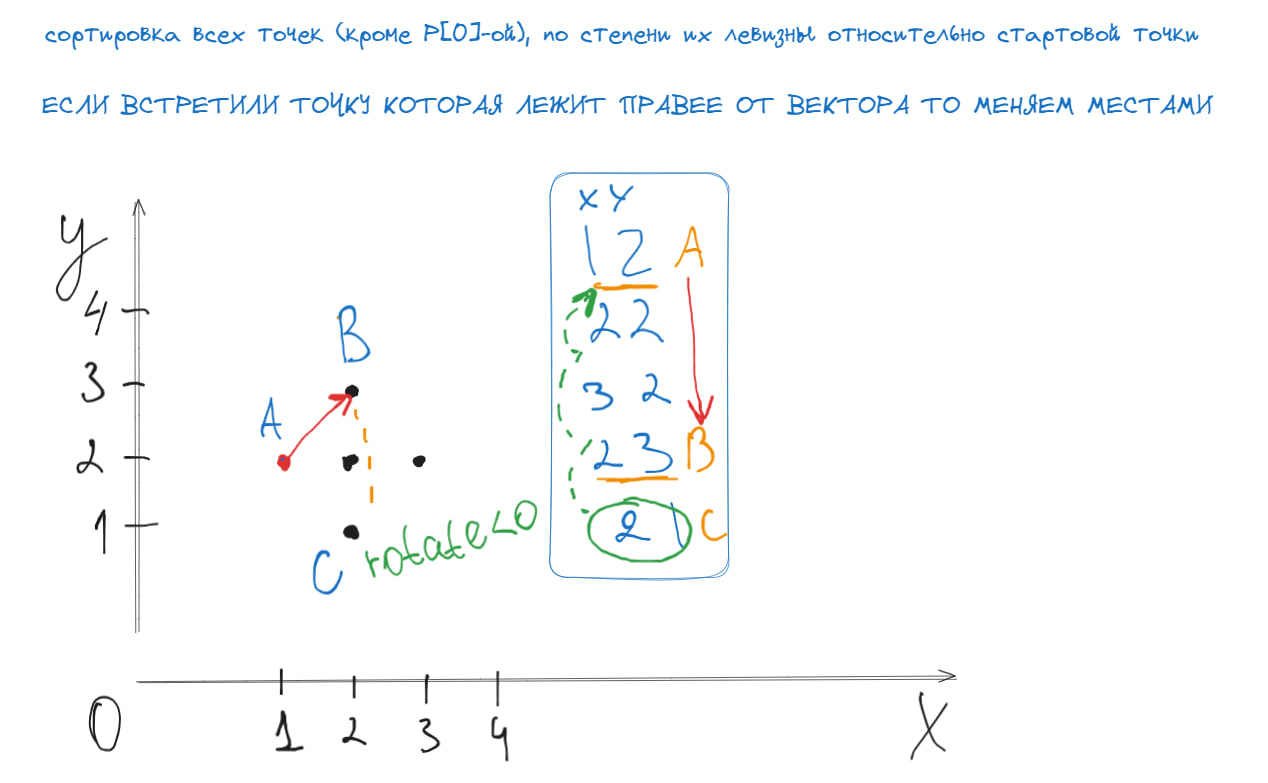 сортировка всех точек (кроме P[0]-ой), по степени их левизны относительно стартовой точки
ЕСЛИ ВСТРЕТИЛИ ТОЧКУ КОТОРАЯ ЛЕЖИТ ПРАВЕЕ ОТ ВЕКТОРА ТО МЕНЯЕМ МЕСТАМИ
x y
1 2 A
2 2
3 2
2 3 B
2 1 C
y
4
3
2
1
B
A
C rotate<0
0
1 2 3 4
X